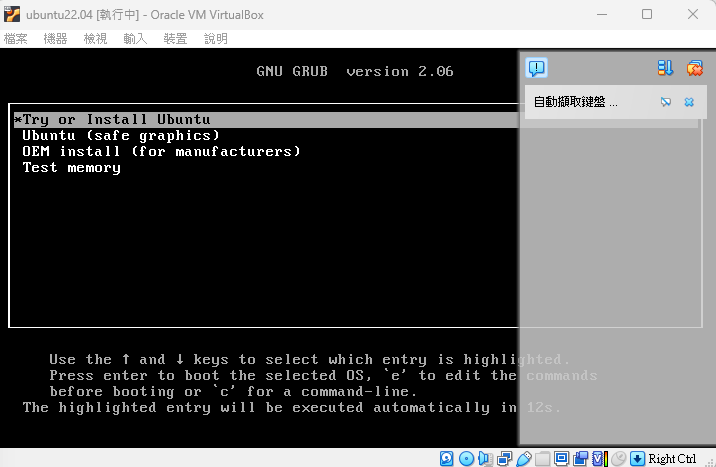 ubuntu22.04 [執行中] - Oracle VM VirtualBox
檔案 機器 檢視 輸入 裝置 說明
GNU GRUB version 2.06
自動擷取鍵盤 ...
*Try or Install Ubuntu
Ubuntu (safe graphics)
OEM install (for manufacturers)
Test memory
Use the ↑ and ↓ keys to select which entry is highlighted.
Press enter to boot the selected OS, `e' to edit the commands
before booting or `c' for a command-line.
The highlighted entry will be executed automatically in 12s.
Right Ctrl